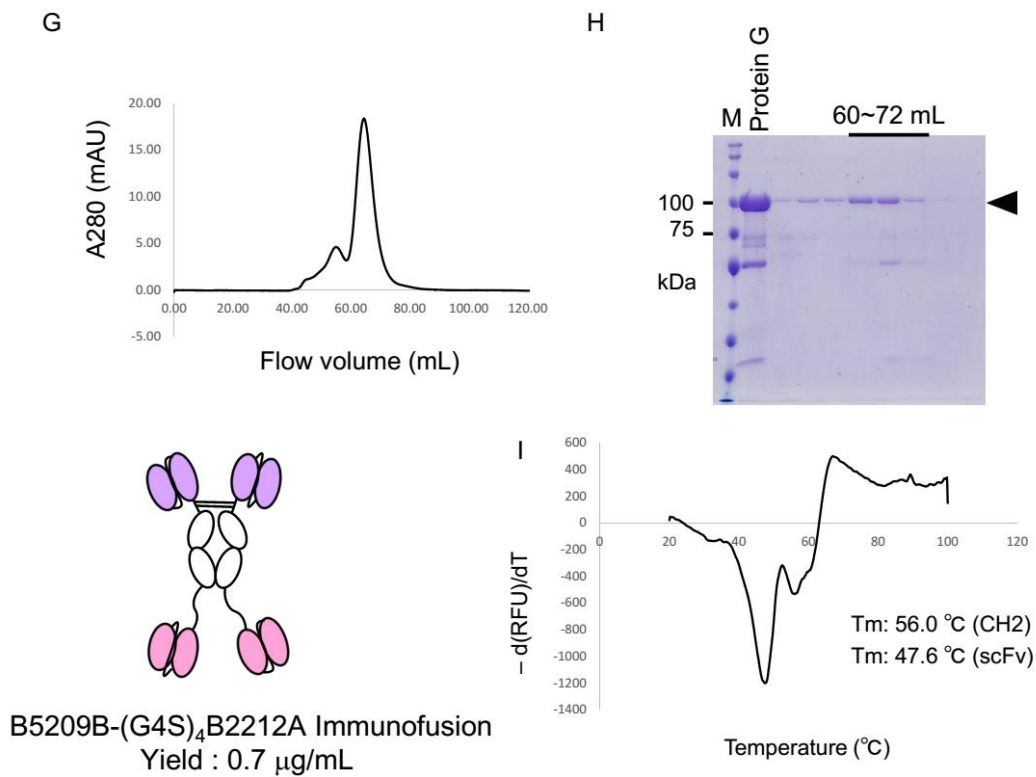 G
A280 (mAU)
20.00
15.00
10.00
5.00
0.00
-5.00
0.00 20.00 40.00 60.00 80.00 100.00 120.00
Flow volume (mL)
H
M
Protein G
60~72 mL
100
75
kDa
B5209B-(G4S)₄B2212A Immunofusion
Yield : 0.7 μg/mL
I
– d(RFU)/dT
600
400
200
0
-200
-400
-600
-800
-1000
-1200
-1400
0 20 40 60 80 100 120
Tm: 56.0 °C (CH2)
Tm: 47.6 °C (scFv)
Temperature (°C)